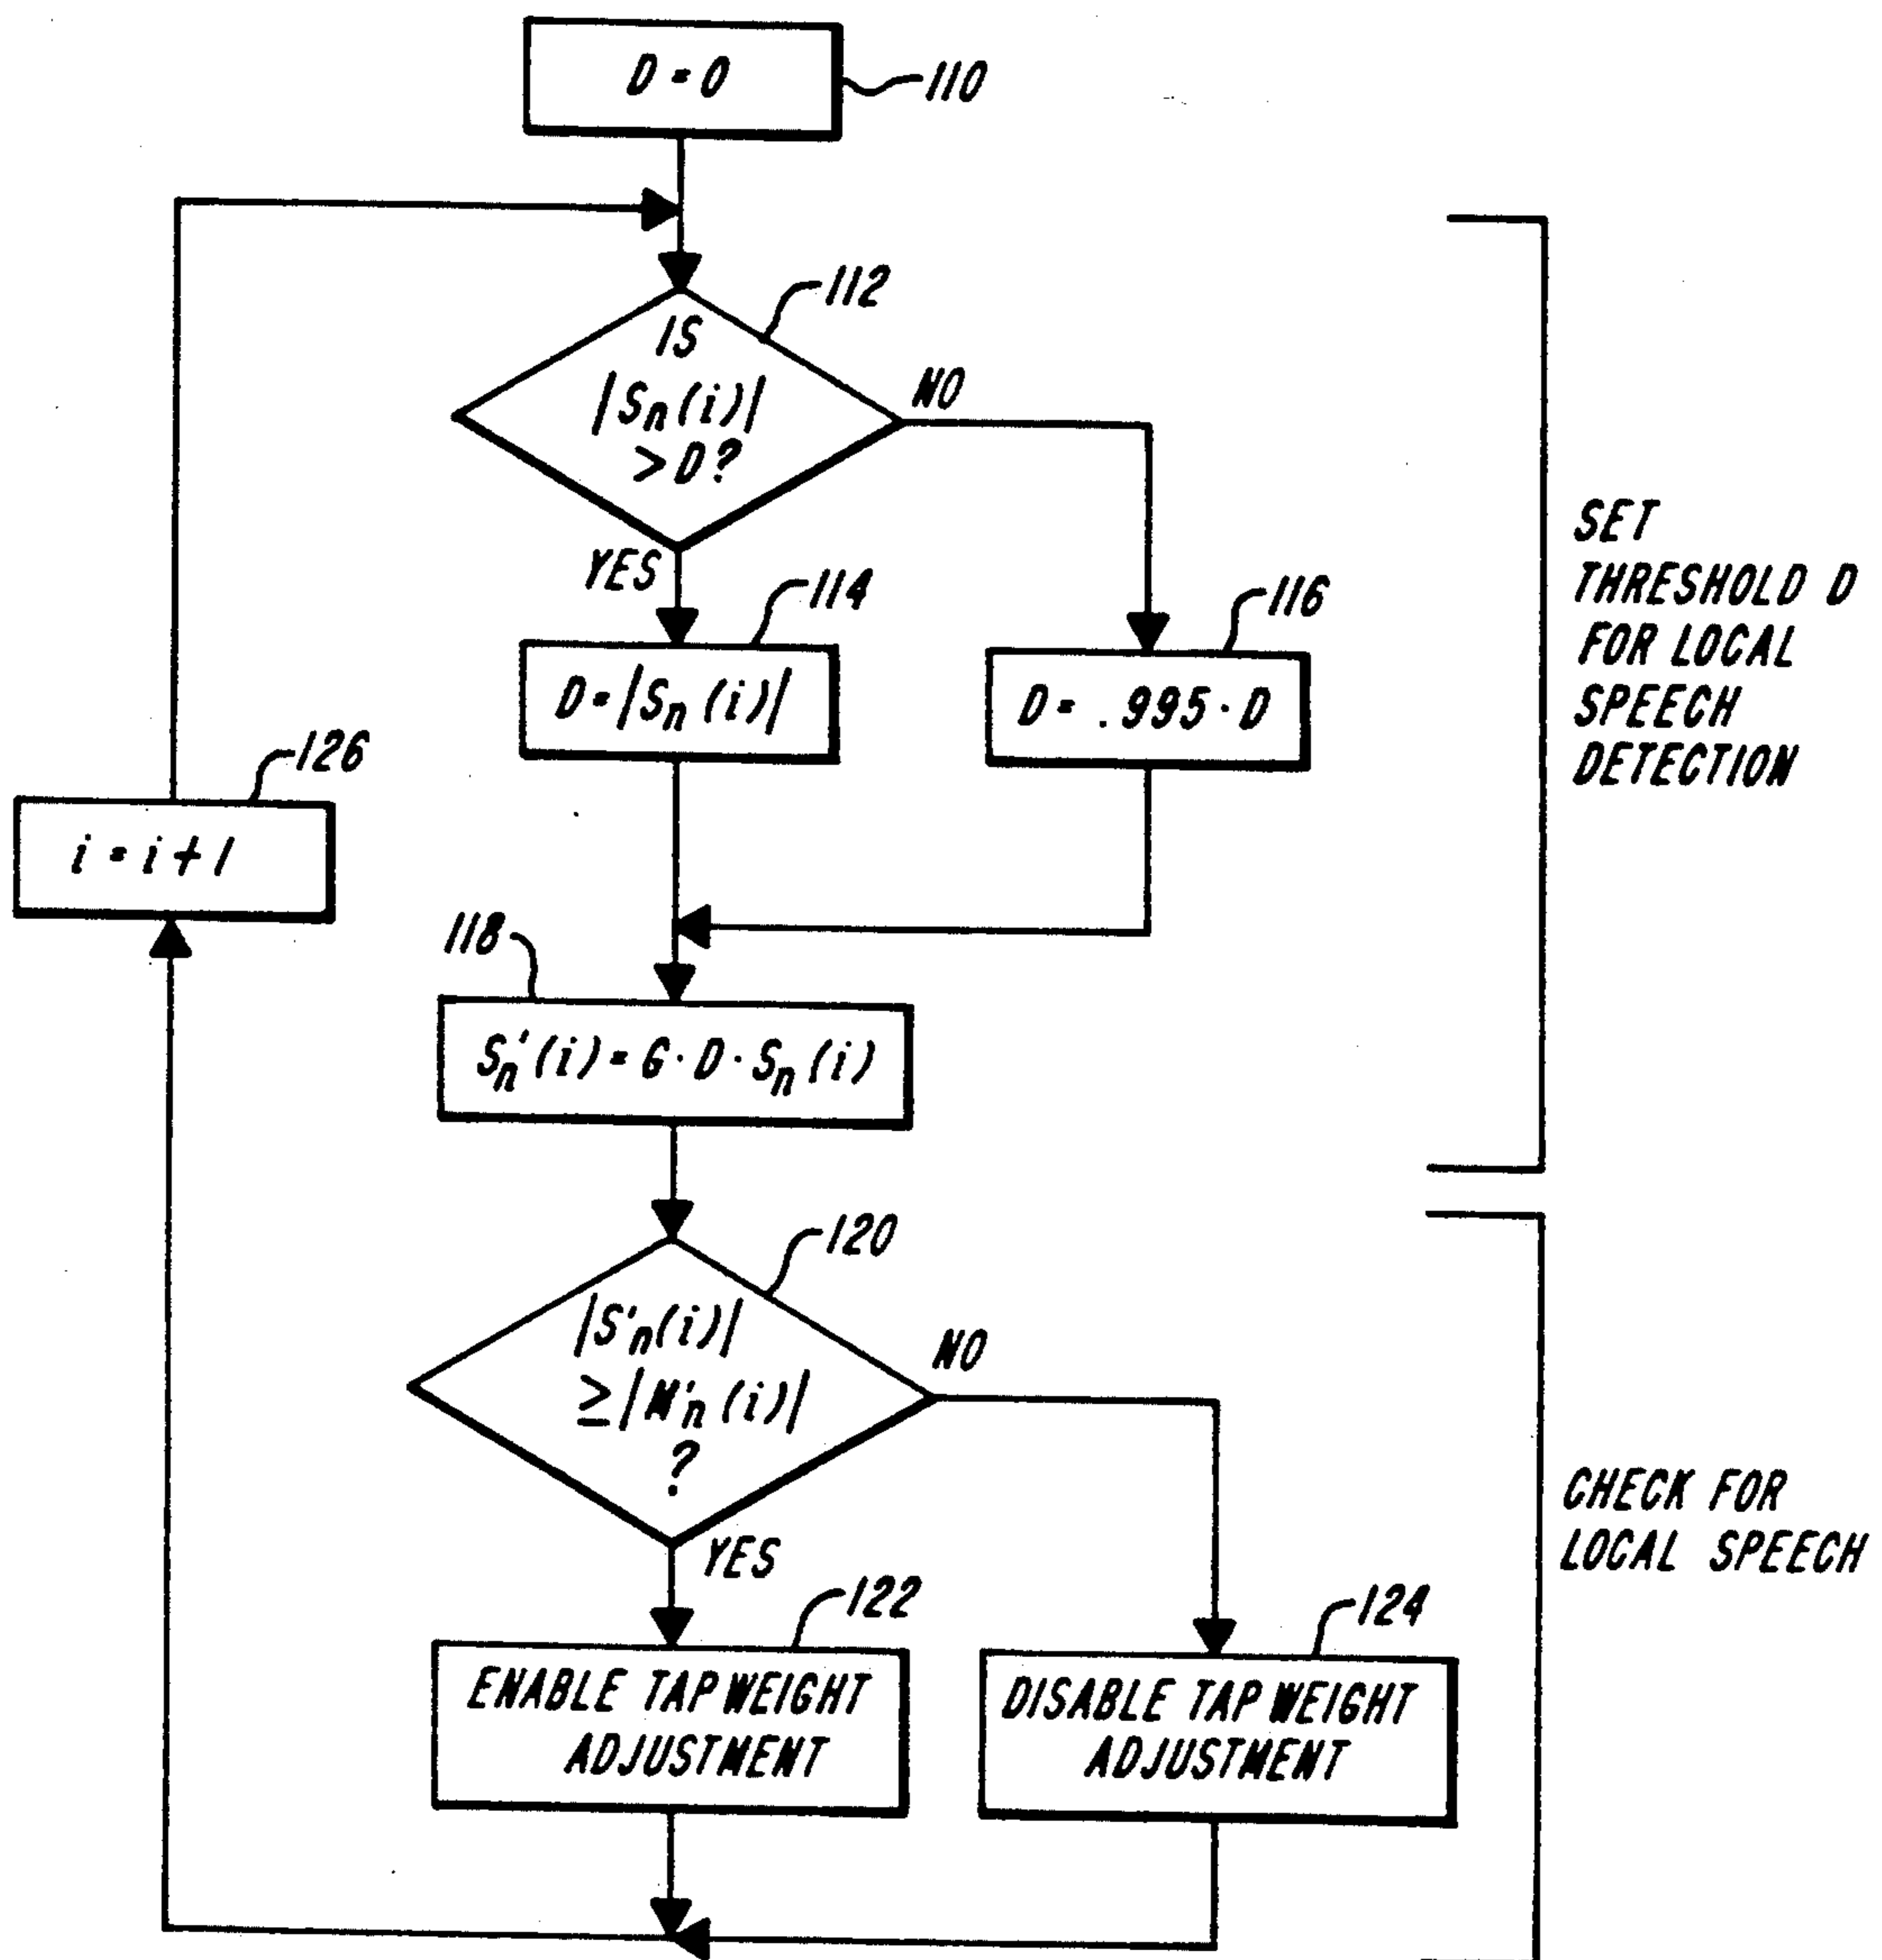 D = 0
110
112
IS
|Sn(i)|
> D?
NO
YES
114
116
D = |Sn(i)|
D = .995 · D
SET
THRESHOLD D
FOR LOCAL
SPEECH
DETECTION
126
i = i + 1
118
Sn'(i) = G · D · Sn(i)
120
|S'n(i)|
≥ |M'n(i)|
?
NO
YES
CHECK FOR
LOCAL SPEECH
122
124
ENABLE TAP WEIGHT
ADJUSTMENT
DISABLE TAP WEIGHT
ADJUSTMENT